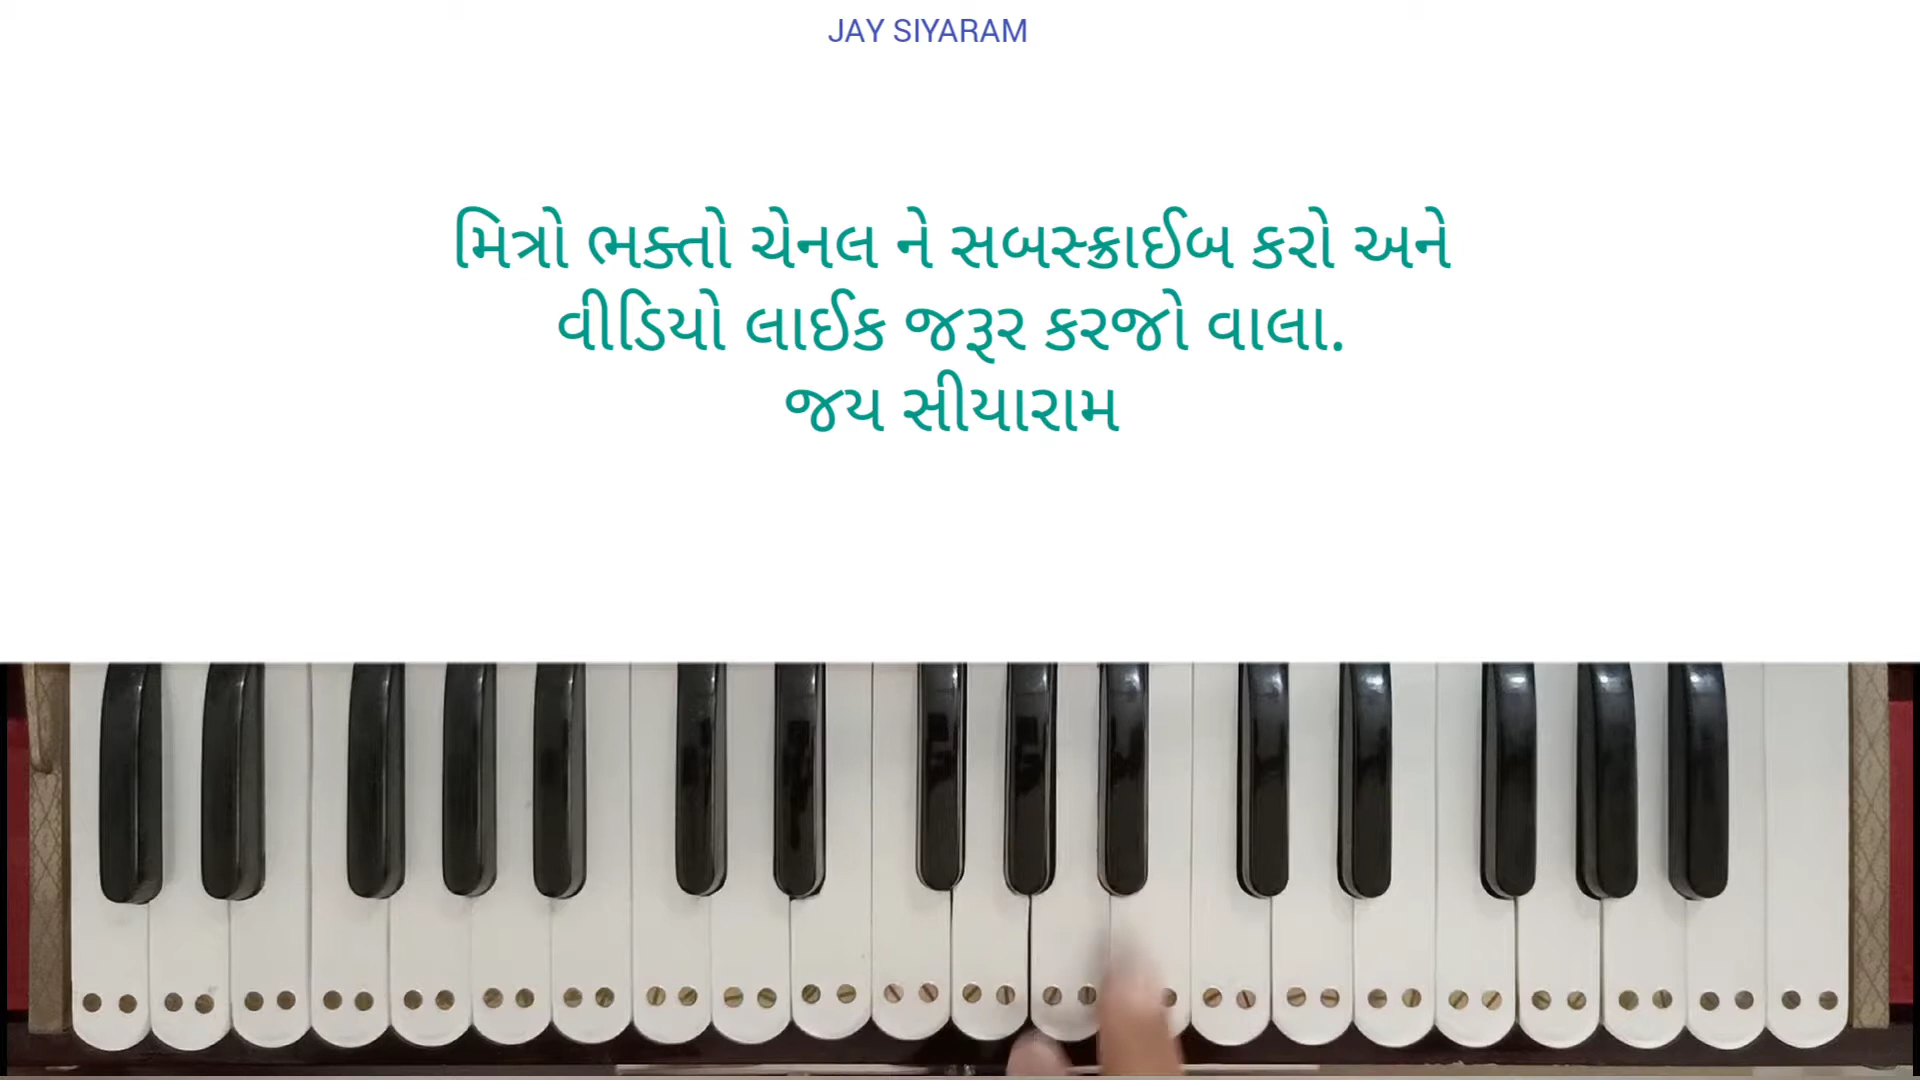 JAY SIYARAM
મિત્રો ભક્તો ચેનલ ને સબસ્ક્રાઈબ કરો અને
વીડિયો લાઈક જરૂર કરજો વાલા.
જય સીયારામ